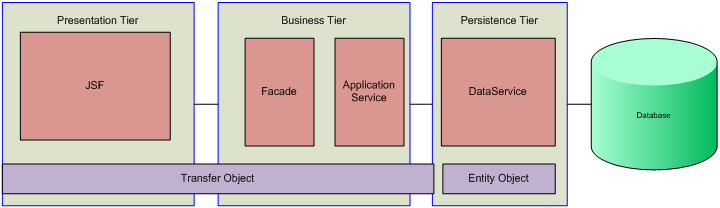 Presentation Tier
Business Tier
Persistence Tier
JSF
Facade
Application
Service
DataService
Database
Transfer Object
Entity Object